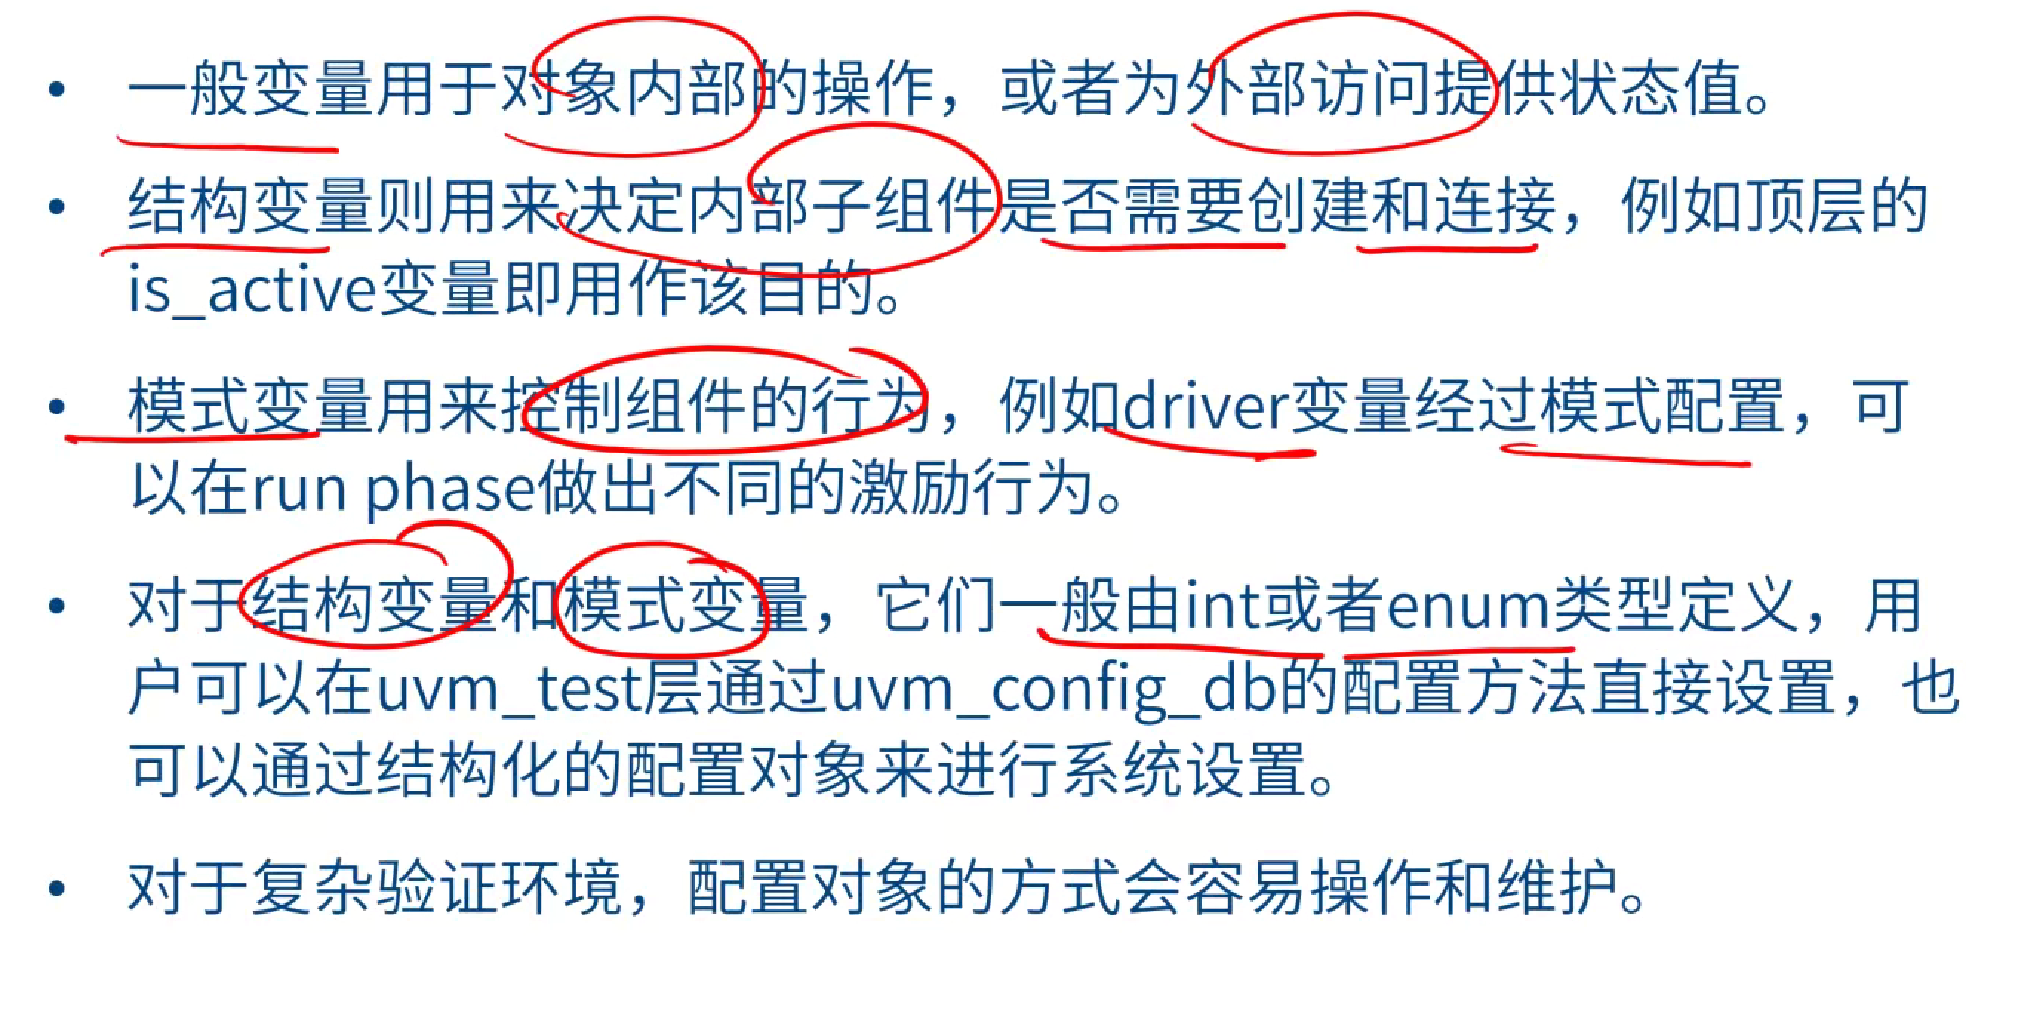 • 一般变量用于对象内部的操作，或者为外部访问提供状态值。
• 结构变量则用来决定内部子组件是否需要创建和连接，例如顶层的
is_active变量即用作该目的。
• 模式变量用来控制组件的行为，例如driver变量经过模式配置，可
以在run phase做出不同的激励行为。
• 对于结构变量和模式变量，它们一般由int或者enum类型定义，用
户可以在uvm_test层通过uvm_config_db的配置方法直接设置，也
可以通过结构化的配置对象来进行系统设置。
• 对于复杂验证环境，配置对象的方式会容易操作和维护。